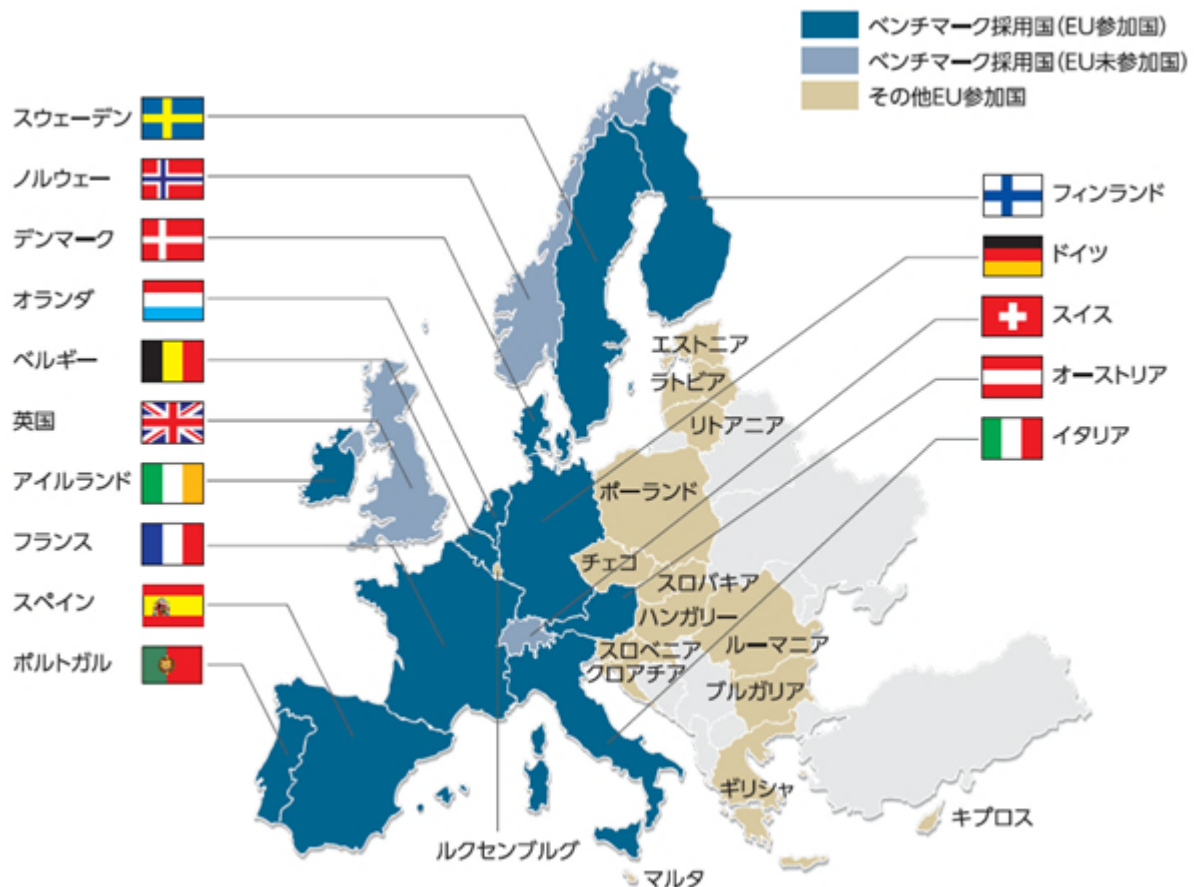 ベンチマーク採用国(EU参加国)
ベンチマーク採用国(EU未参加国)
その他EU参加国
スウェーデン
ノルウェー
デンマーク
オランダ
ベルギー
英国
アイルランド
フランス
スペイン
ポルトガル
フィンランド
ドイツ
スイス
オーストリア
イタリア
エストニア
ラトビア
リトアニア
ポーランド
チェコ
スロバキア
ハンガリー
スロベニア
ルーマニア
クロアチア
ブルガリア
ギリシャ
キプロス
ルクセンブルグ
マルタ